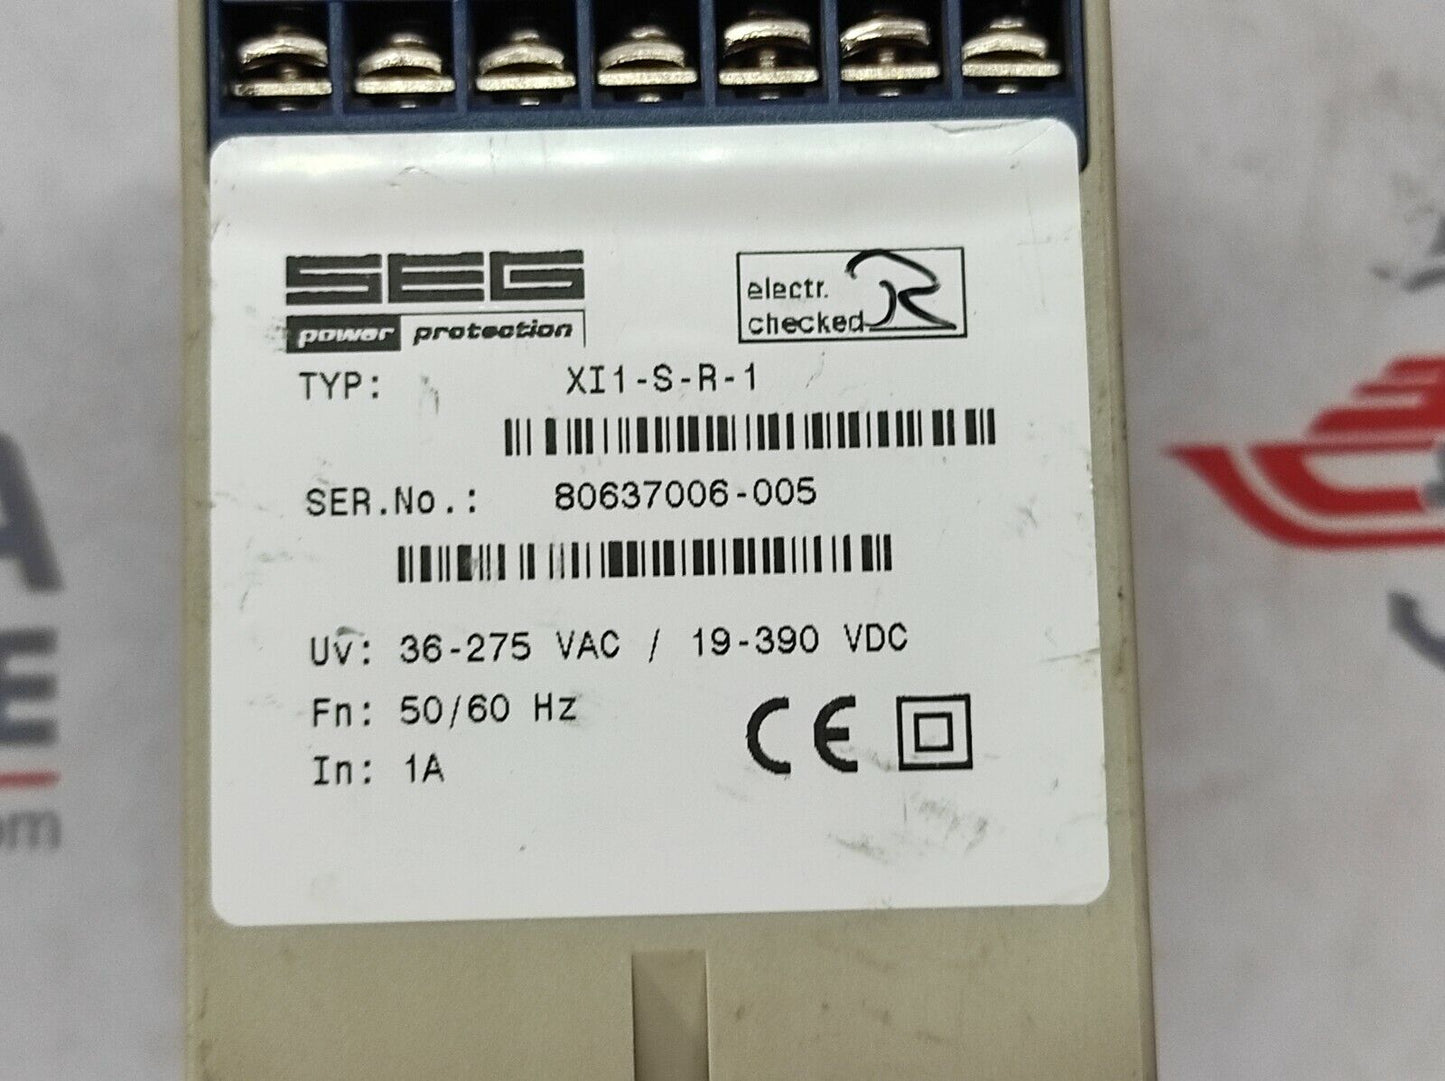 SEG
power protection
electr.
checked
TYP: XI1-S-R-1
SER.No.: 80637006-005
Uv: 36-275 VAC / 19-390 VDC
Fn: 50/60 Hz
In: 1A
CE
A
E
om